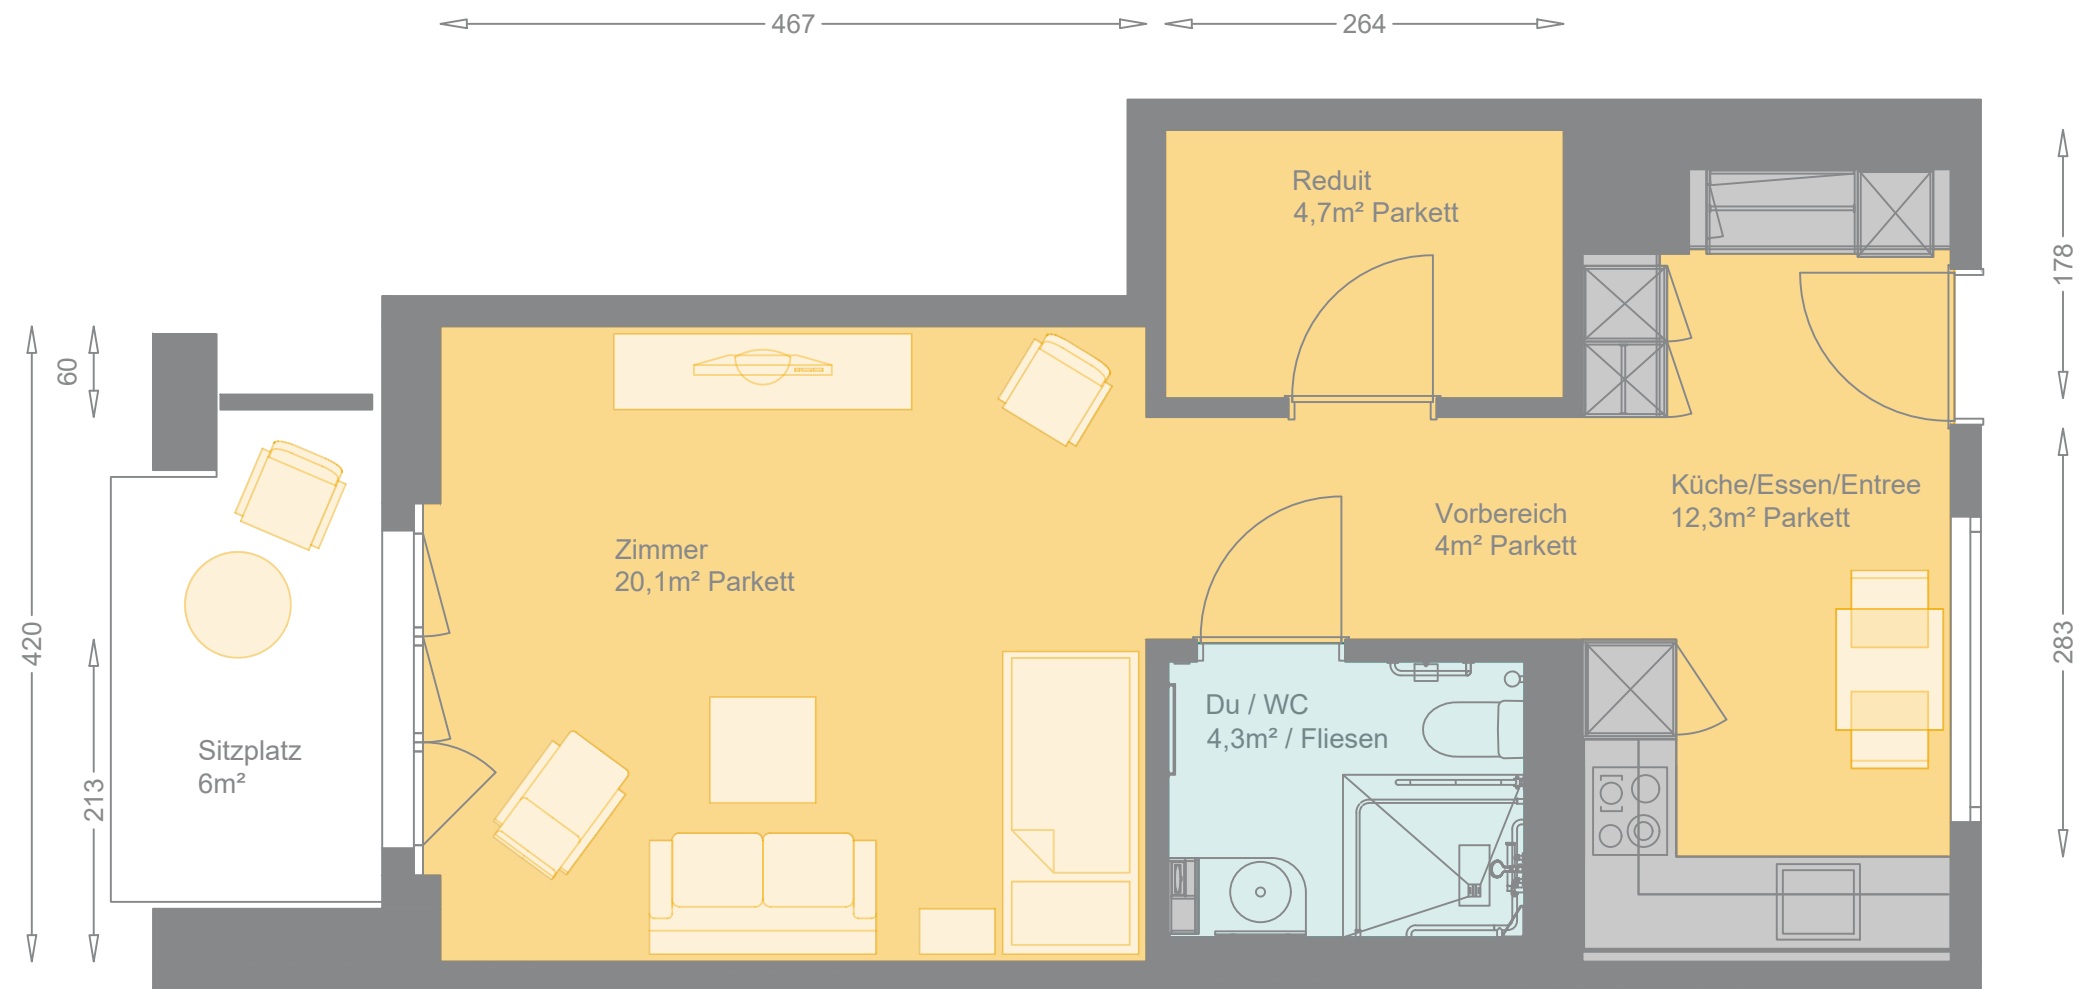 467
264
Reduit
4,7m² Parkett
178
60
Küche/Essen/Entree
12,3m² Parkett
Vorbereich
4m² Parkett
Zimmer
20,1m² Parkett
420
283
Du / WC
4,3m² / Fliesen
Sitzplatz
6m²
213